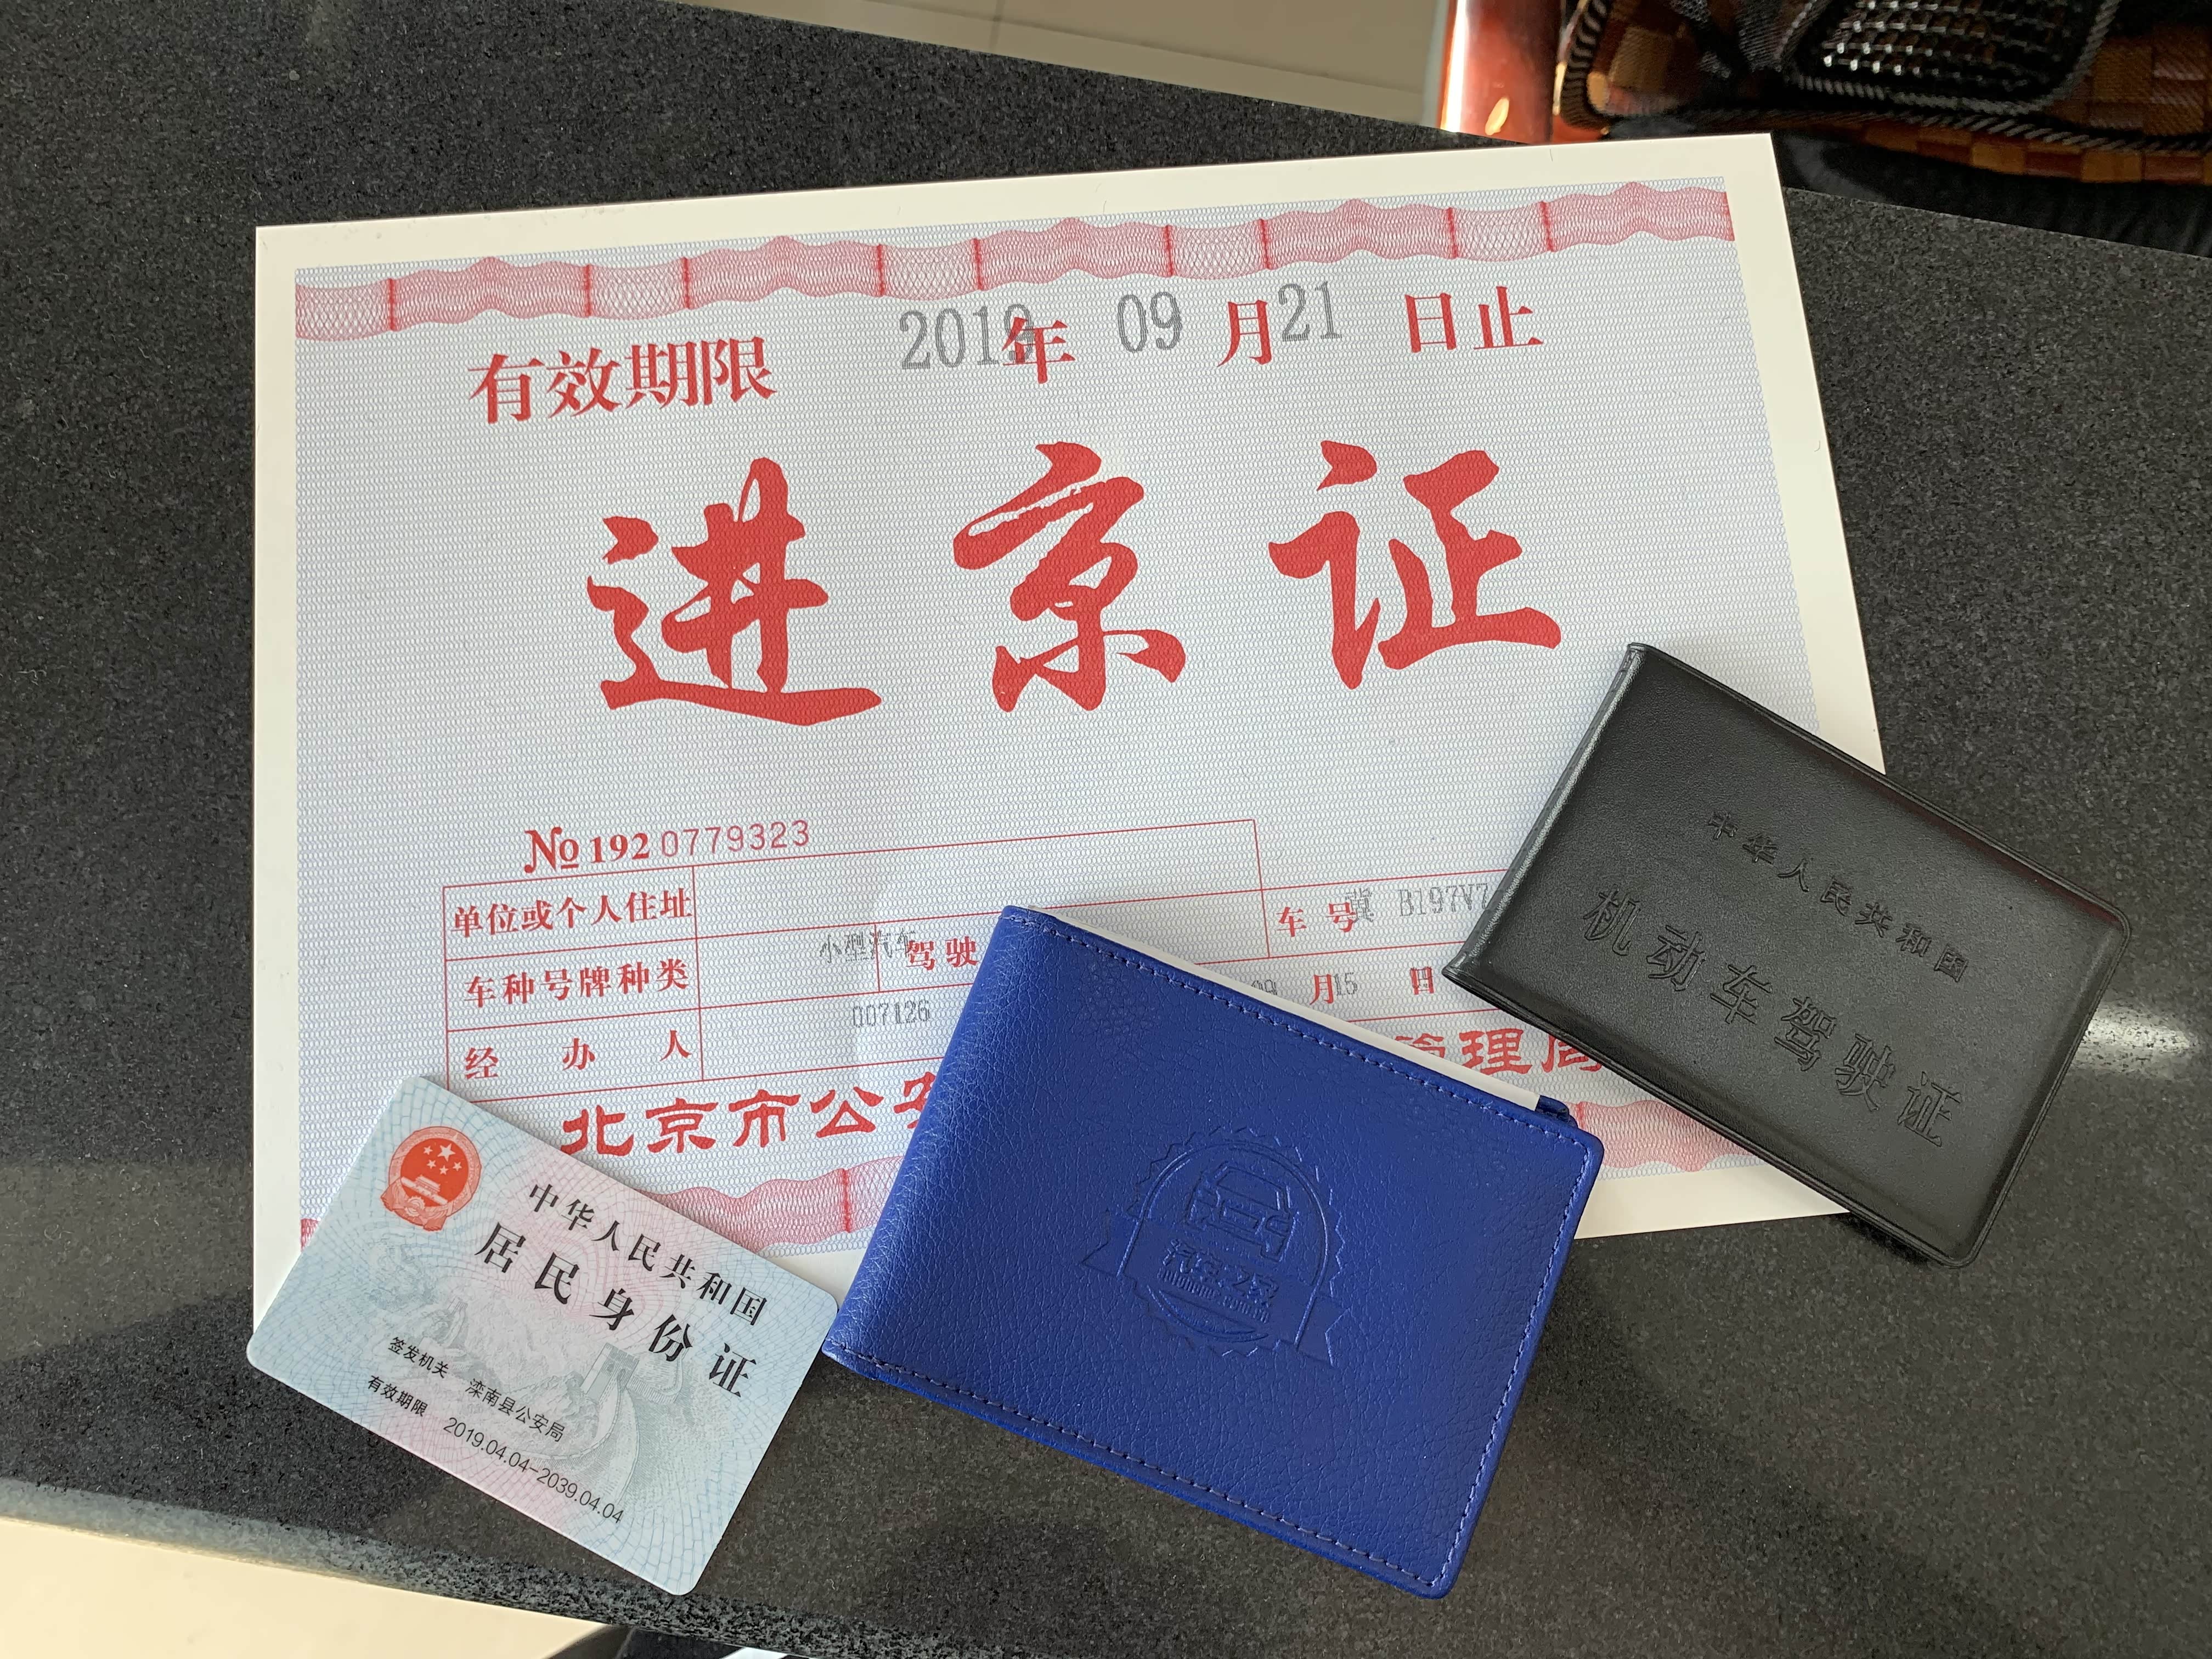 有效期限 2019年 09 月21 日止
进京证
№ 1920779323
单位或个人住址
车号 冀 B197V7
车种号牌种类 小型汽车 驾驶
09 月15 日
经办人 007126
北京市公安
管理局
中华人民共和国
机动车驾驶证
汽车之家
中华人民共和国
居民身份证
签发机关 滦南县公安局
有效期限 2019.04.04-2039.04.04